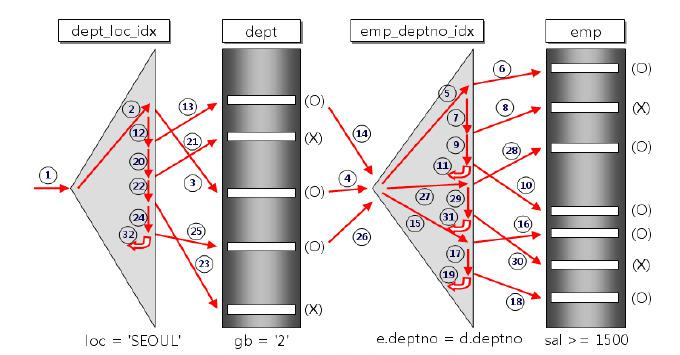 dept_loc_idx
dept
emp_deptno_idx
emp
1
2
12
20
22
24
32
13
21
3
25
23
(O)
(X)
(O)
(O)
(X)
14
4
26
5
7
9
11
27
29
31
15
17
19
6
8
28
10
16
30
18
(O)
(X)
(O)
(O)
(O)
(X)
(O)
loc = 'SEOUL'
gb = '2'
e.deptno = d.deptno
sal >= 1500